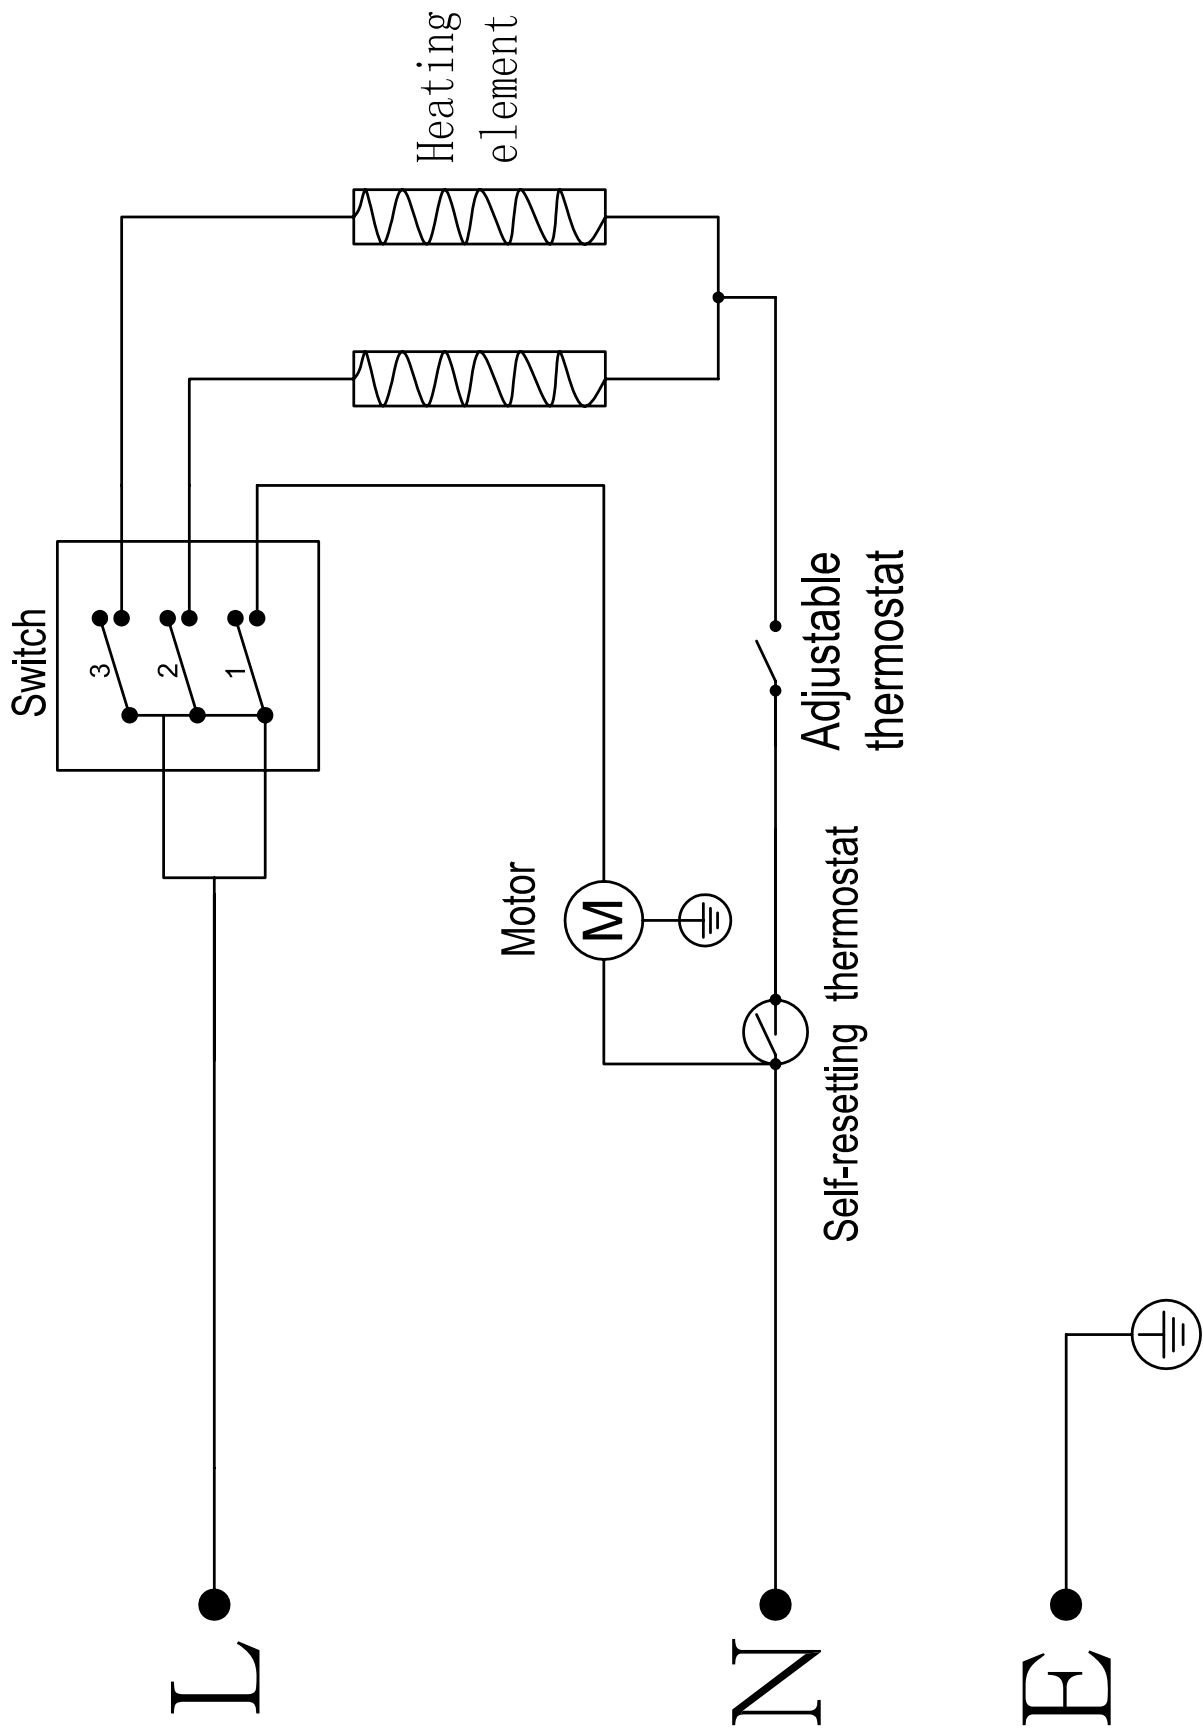 Heating
element
Switch
3
2
1
Motor
M
Adjustable
thermostat
Self-resetting thermostat
L
N
E